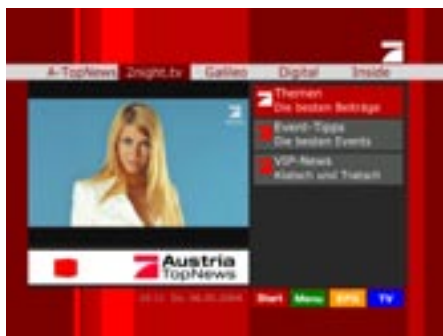 A-TopNews 2night.tv Galileo Digital Inside
Themen
Die besten Beiträge
Event-Tipps
Die besten Events
VIP-News
Klatsch und Tratsch
Austria
TopNews
Start Menu EPG TV